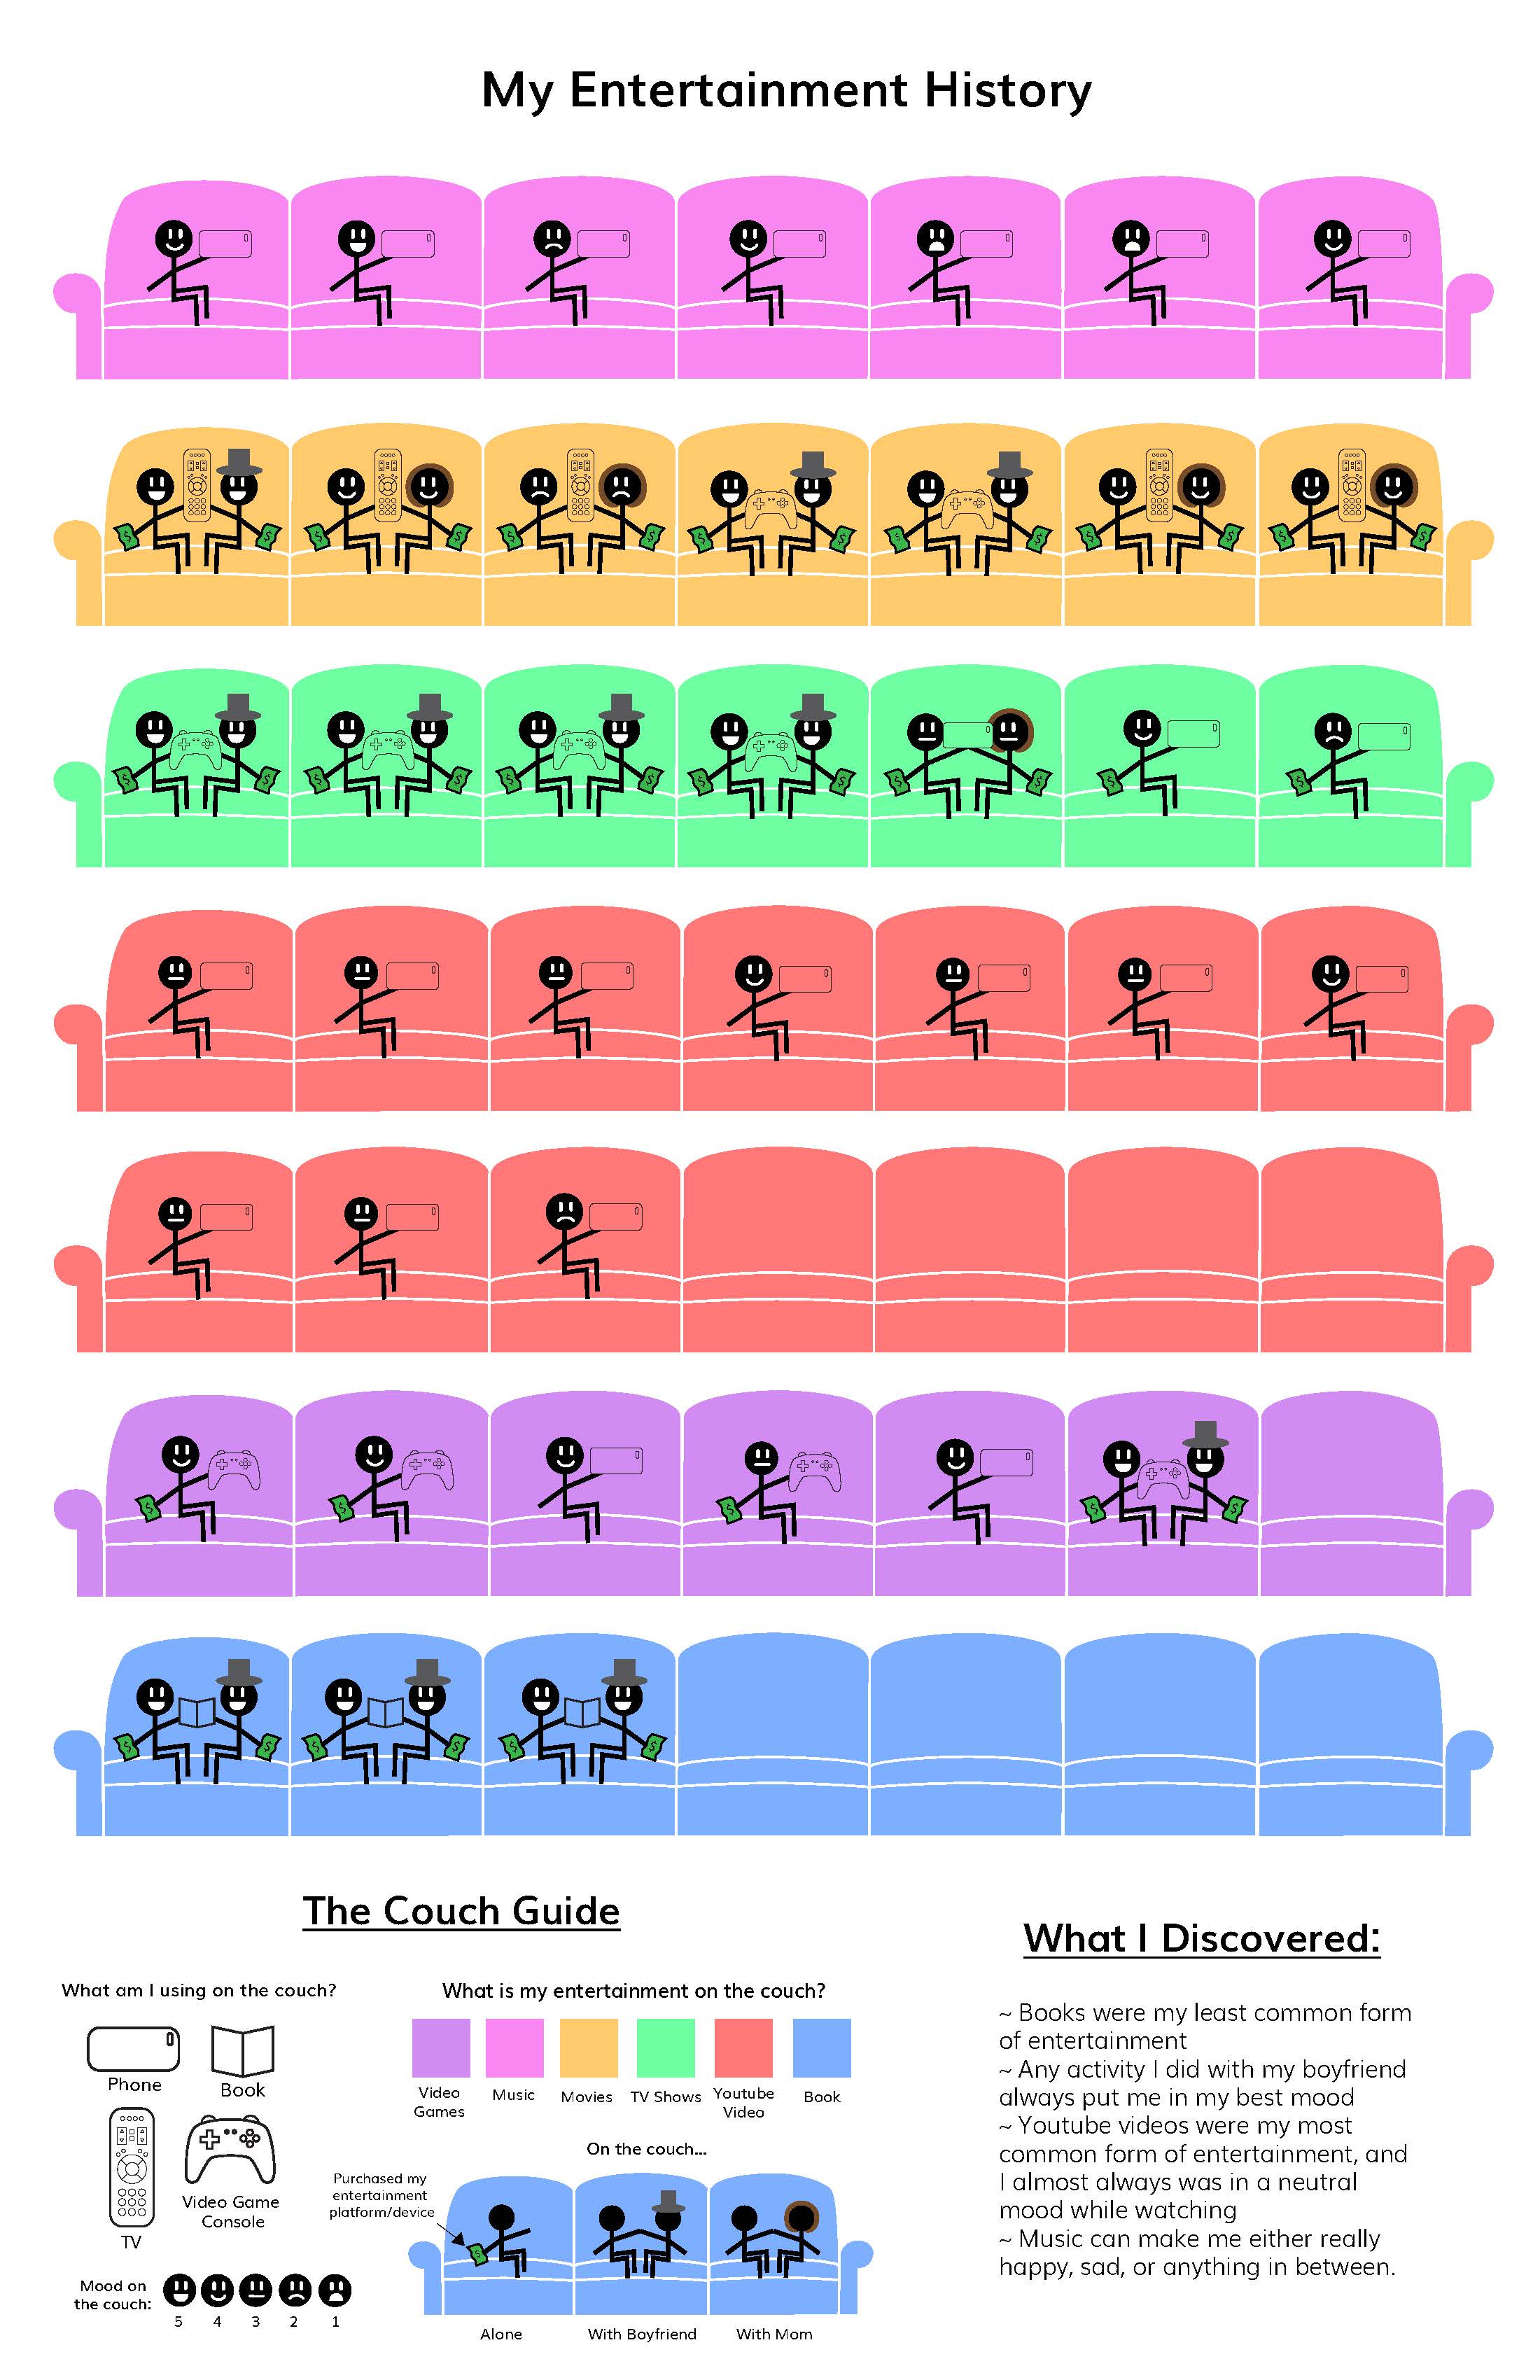 My Entertainment History
The Couch Guide
What am I using on the couch?
Phone
Book
TV
Video Game
Console
Mood on
the couch:
5 4 3 2 1
What is my entertainment on the couch?
Video
Games
Music
Movies
TV Shows
Youtube
Video
Book
On the couch...
Purchased my
entertainment
platform/device
Alone
With Boyfriend
With Mom
What I Discovered:
~ Books were my least common form
of entertainment
~ Any activity I did with my boyfriend
always put me in my best mood
~ Youtube videos were my most
common form of entertainment, and
I almost always was in a neutral
mood while watching
~ Music can make me either really
happy, sad, or anything in between.